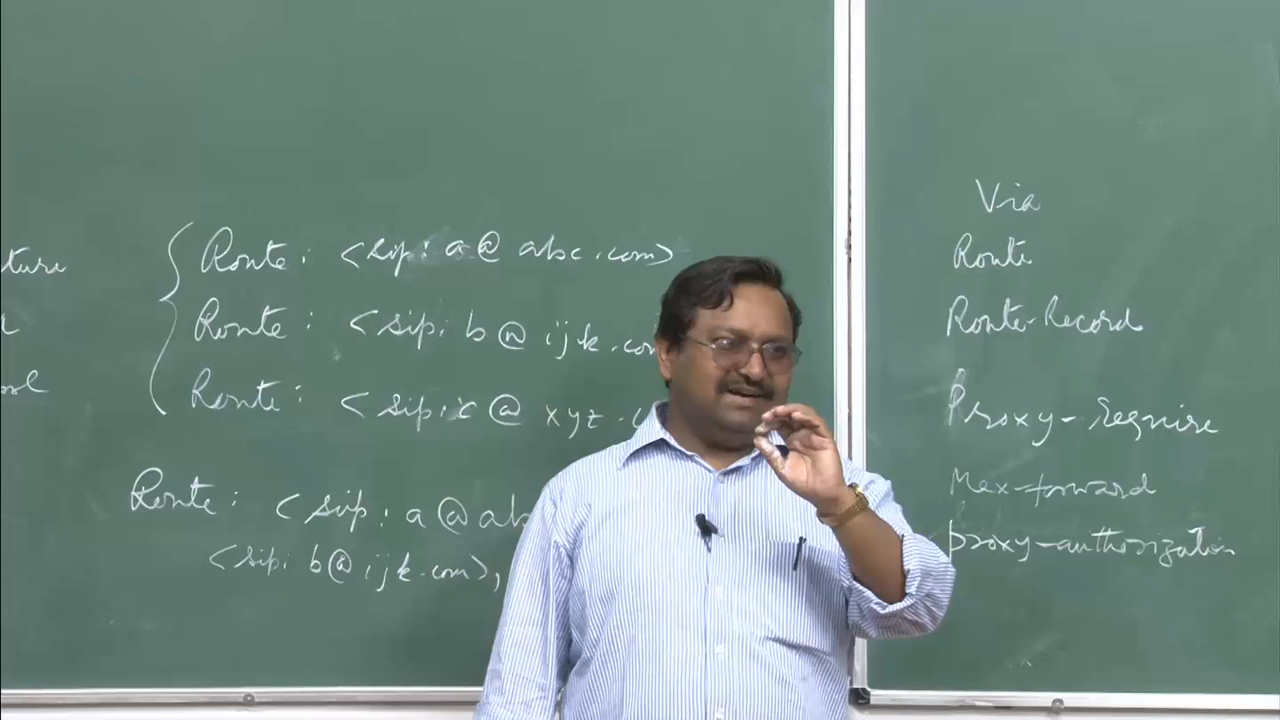 ture
Route: <sip: a@abc.com>
Route: <sip: b@ijk.com
Route: <sip: c@xyz.c
Route: <sip: a@ab
<sip: b@ijk.com>,
Via
Route
Route-Record
Proxy-require
Max-forward
proxy-authorization